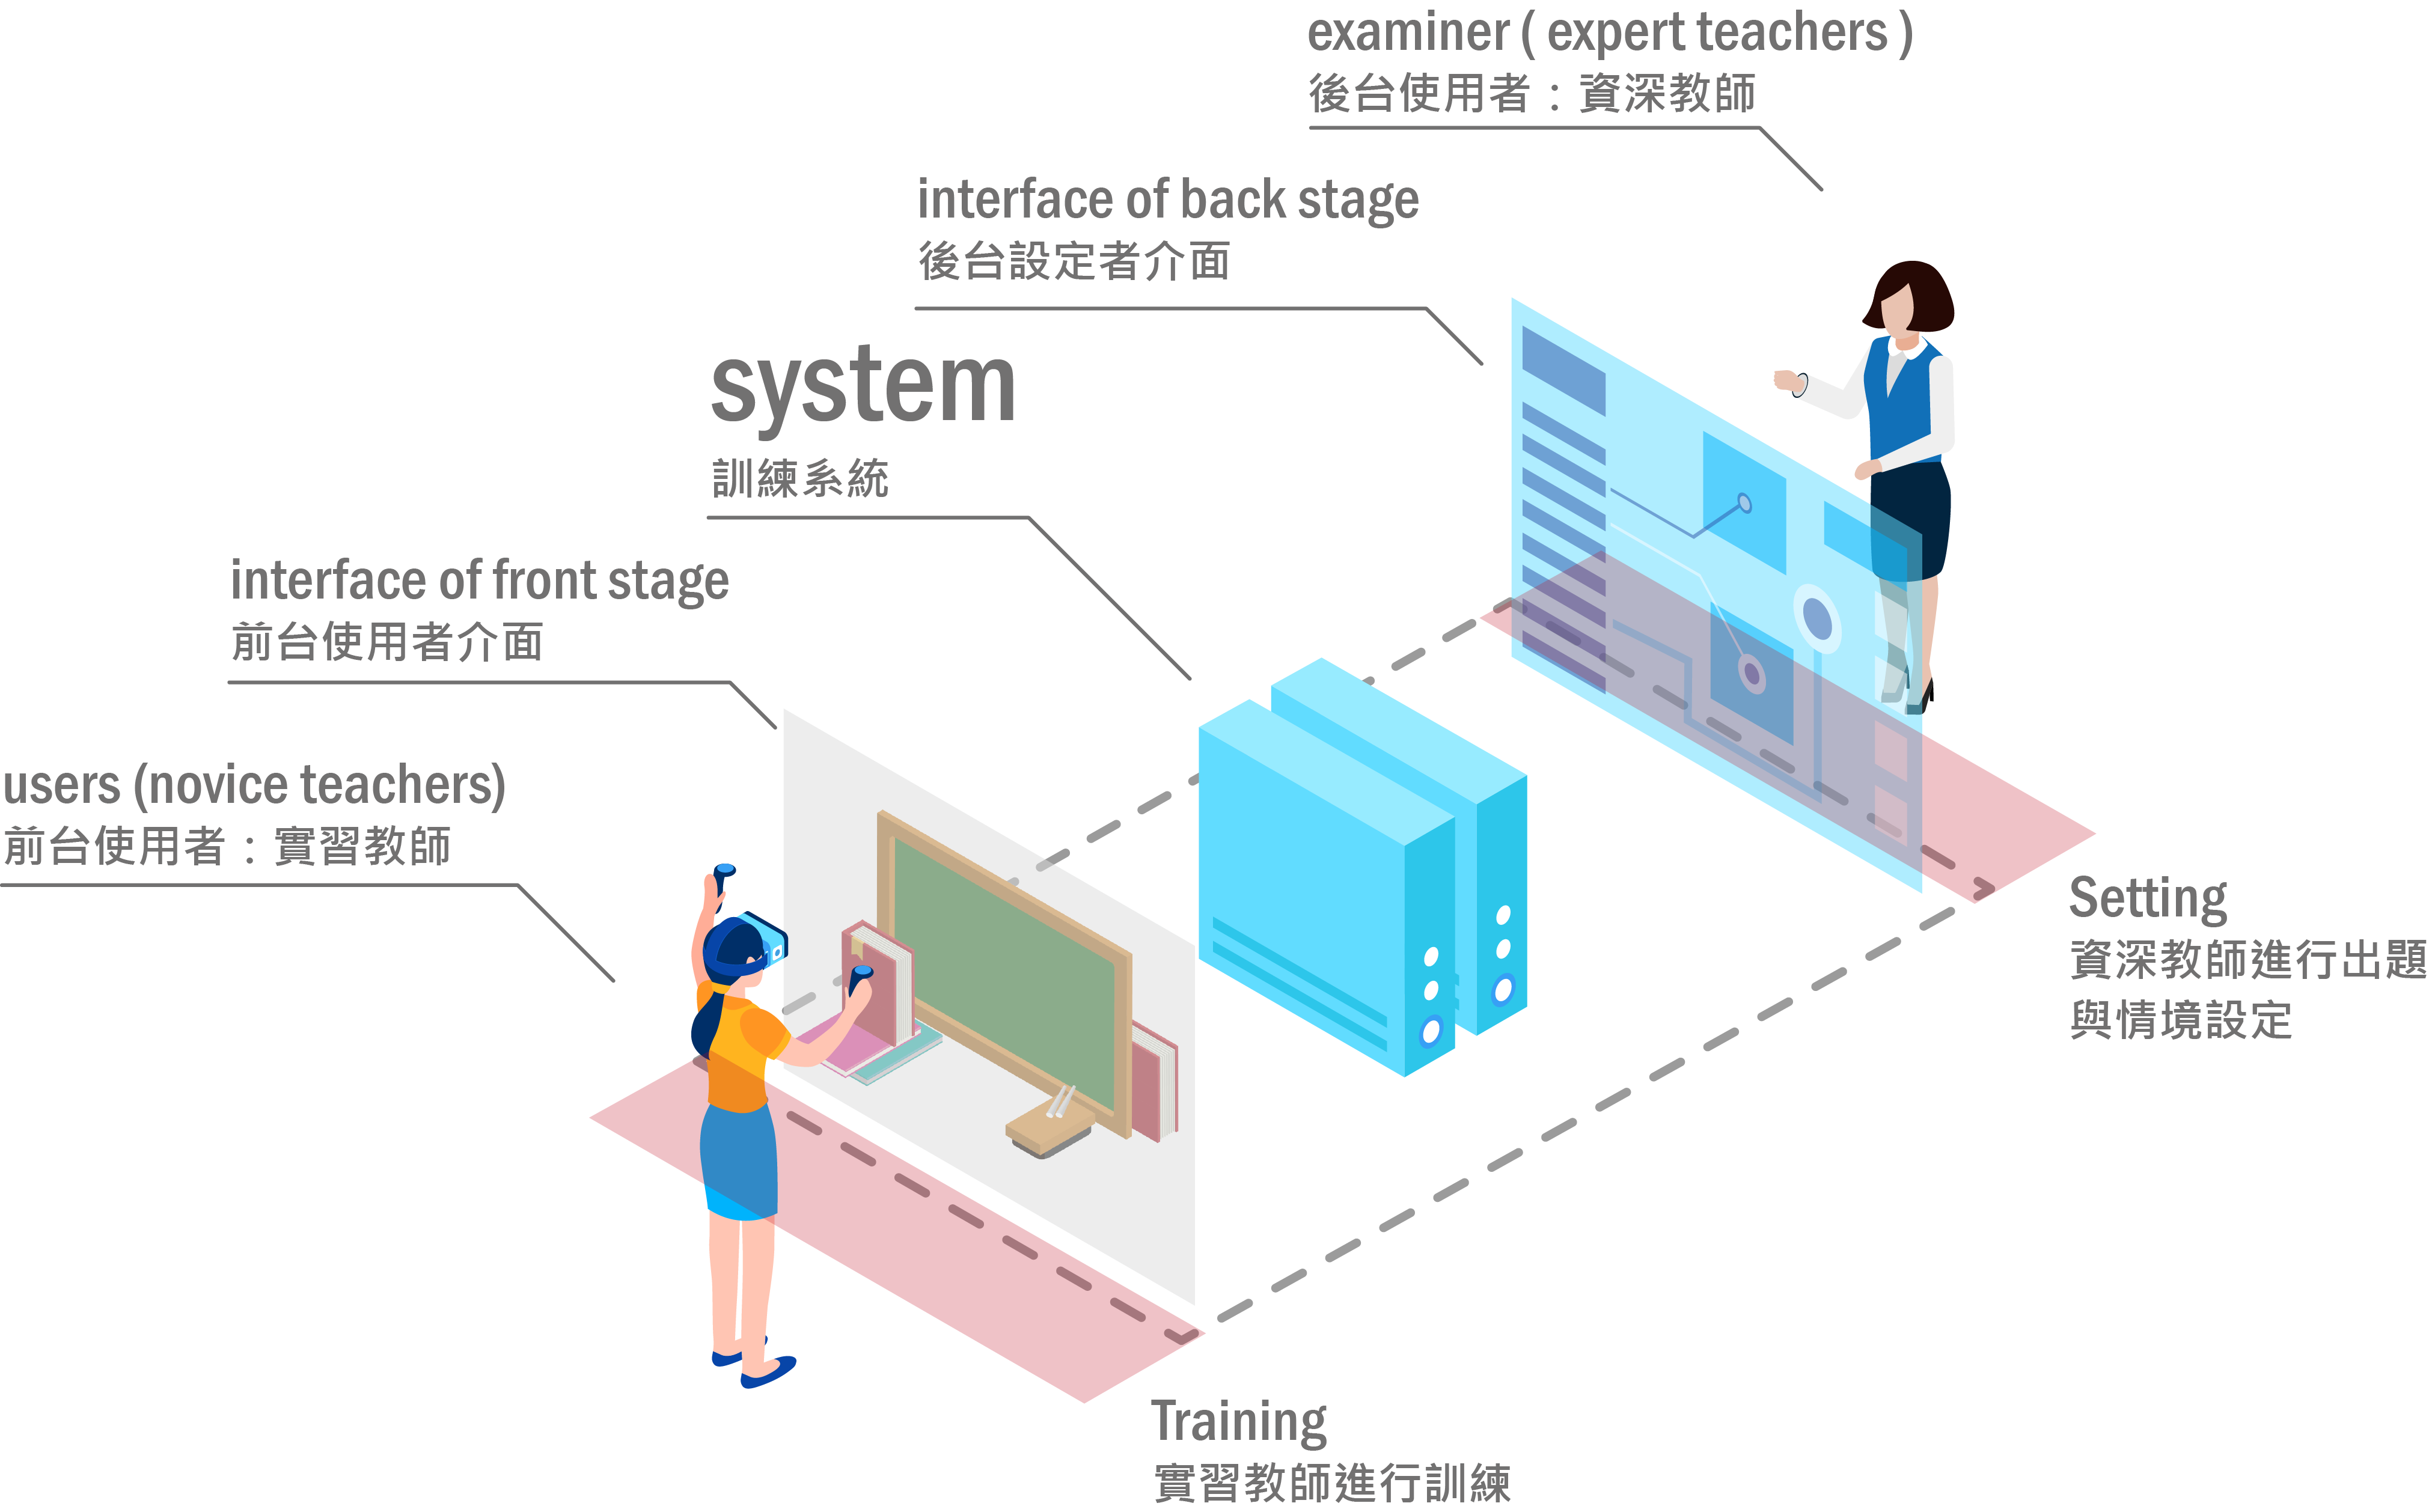 examiner ( expert teachers )
後台使用者：資深教師
interface of back stage
後台設定者介面
system
訓練系統
interface of front stage
前台使用者介面
users (novice teachers)
前台使用者：實習教師
Setting
資深教師進行出題
與情境設定
Training
實習教師進行訓練